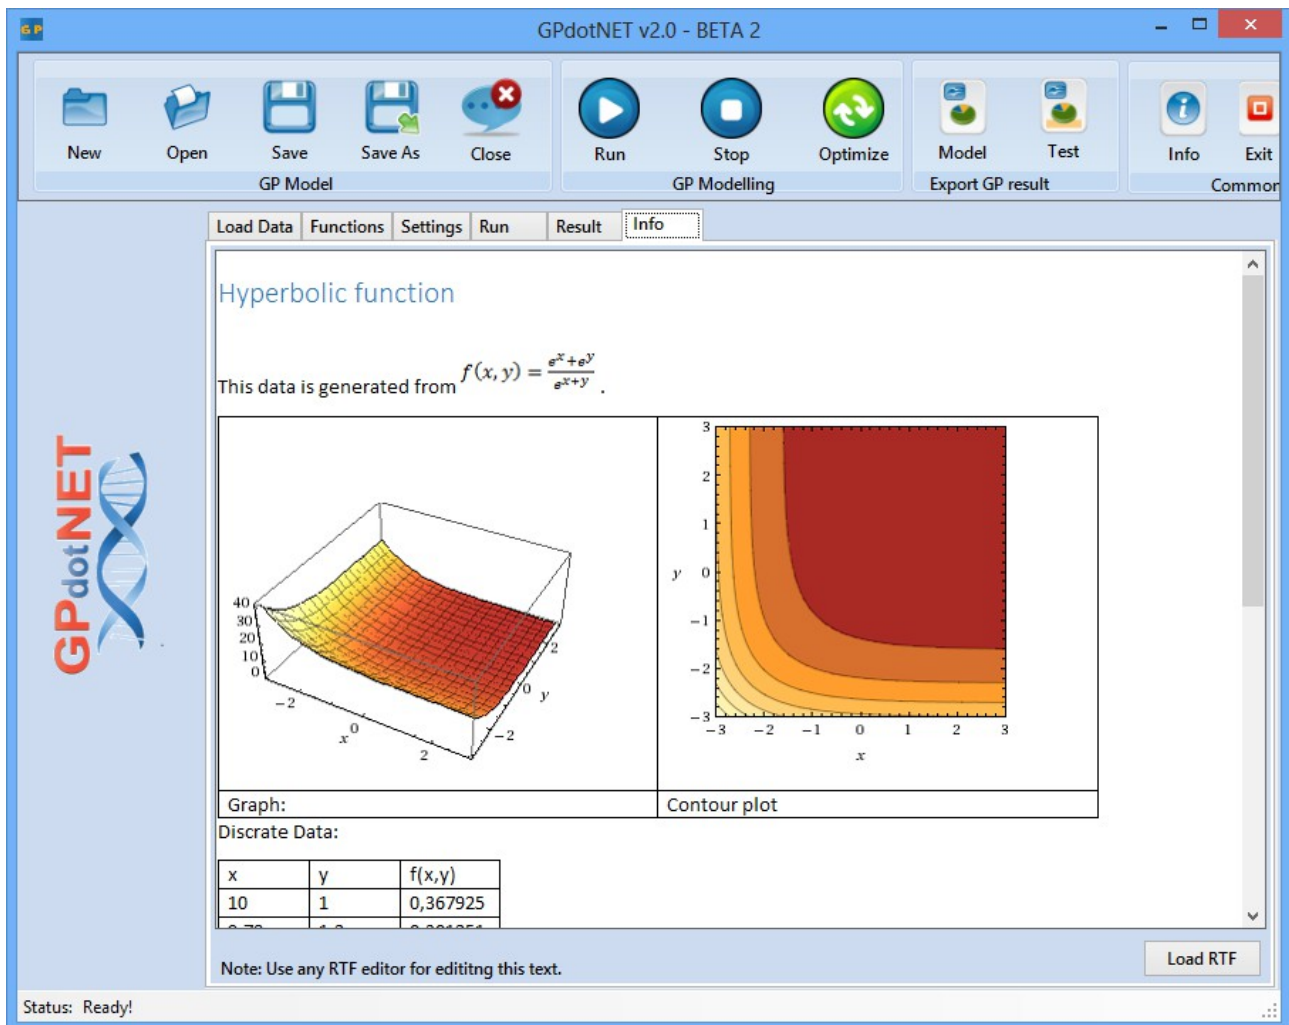 GP
GPdotNET v2.0 - BETA 2
New Open Save Save As Close Run Stop Optimize Model Test Info Exit
GP Model GP Modelling Export GP result Common
Load Data Functions Settings Run Result Info
GPdotNET
Hyperbolic function
This data is generated from f(x, y) = \frac{e^x+e^y}{e^{x+y}} .
40
30
20
10
0
−2
x 0
2
2
0 y
−2
3
2
1
y 0
−1
−2
−3
−3 −2 −1 0 1 2 3
x
Graph: Contour plot
Discrate Data:
x y f(x,y)
10 1 0,367925
Note: Use any RTF editor for edititng this text.
Load RTF
Status: Ready!